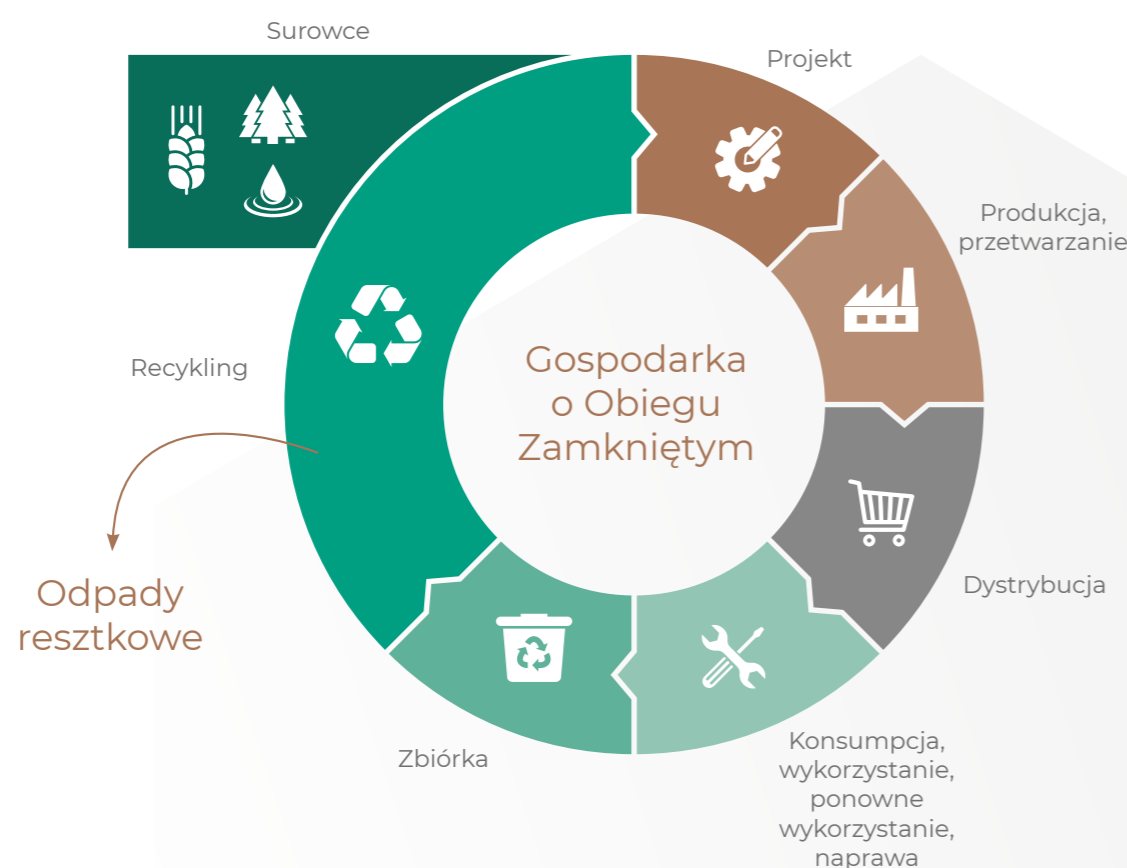 Surowce
Projekt
Produkcja,
przetwarzanie
Recykling
Gospodarka
o Obiegu
Zamkniętym
Odpady
resztkowe
Dystrybucja
Zbiórka
Konsumpcja,
wykorzystanie,
ponowne
wykorzystanie,
naprawa